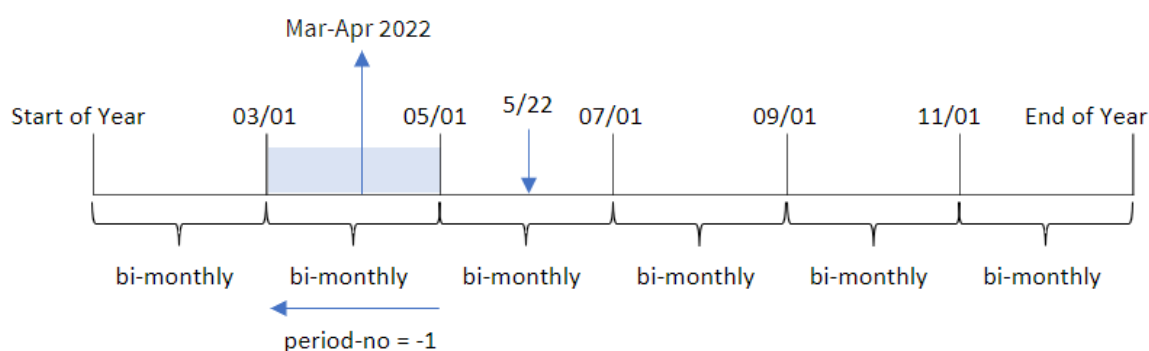 Mar-Apr 2022
Start of Year 03/01 05/01 5/22 07/01 09/01 11/01 End of Year
bi-monthly bi-monthly bi-monthly bi-monthly bi-monthly bi-monthly
period-no = -1